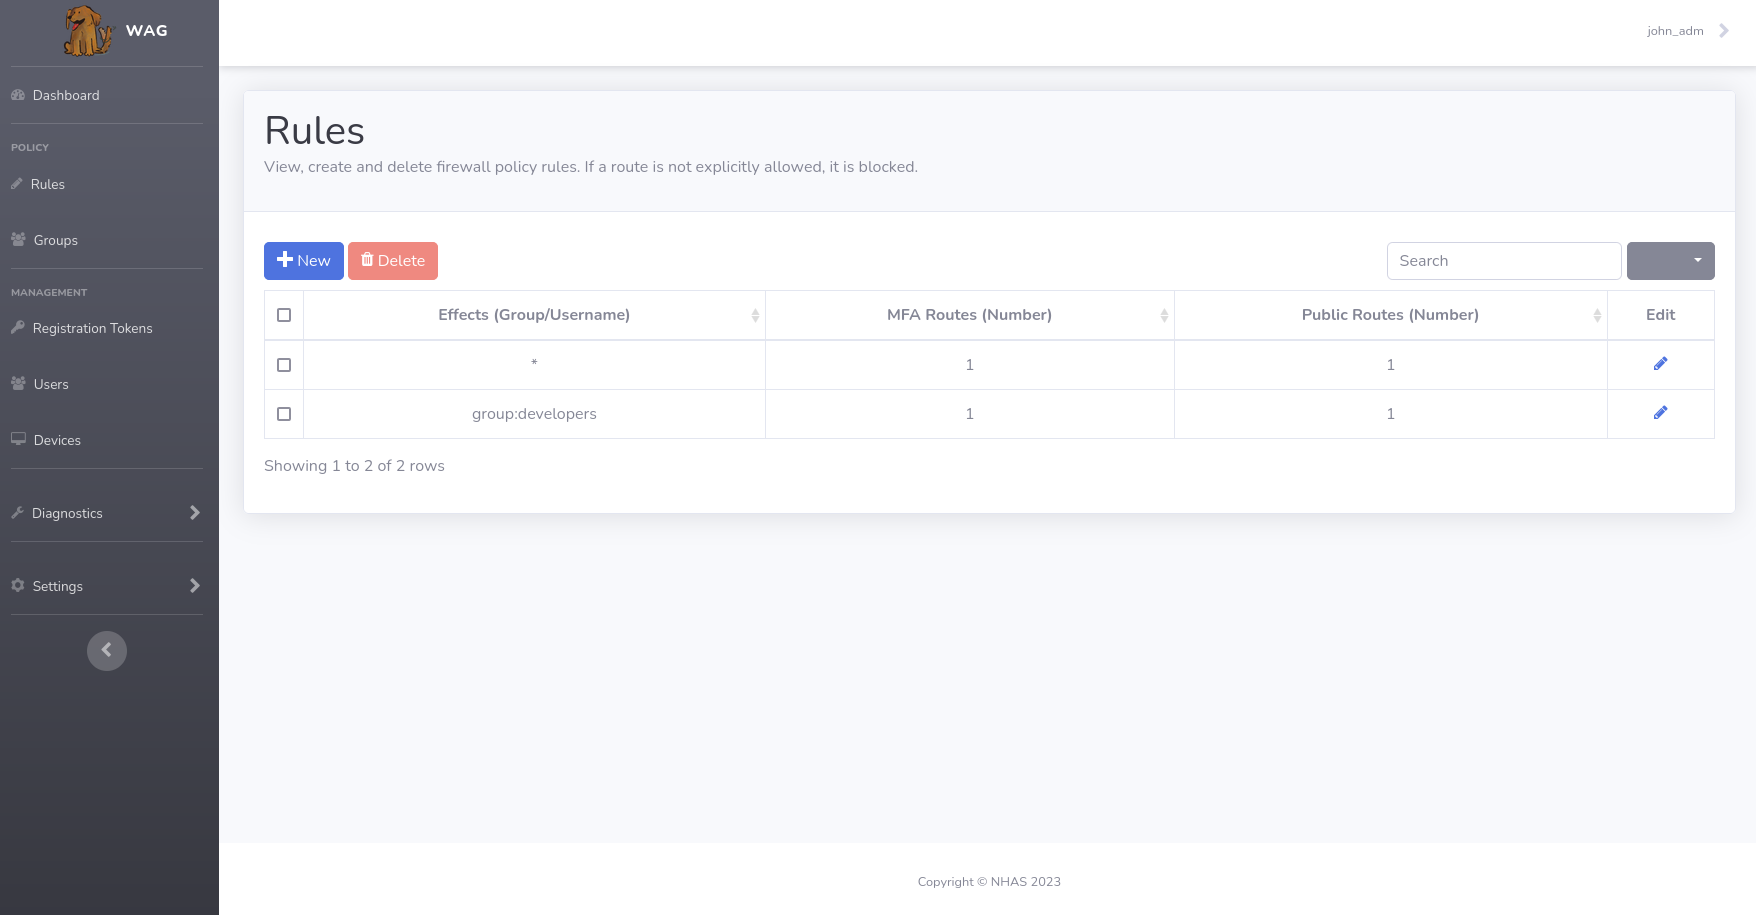 WAG
john_adm
Dashboard
POLICY
Rules
Groups
MANAGEMENT
Registration Tokens
Users
Devices
Diagnostics
Settings
Rules
View, create and delete firewall policy rules. If a route is not explicitly allowed, it is blocked.
New Delete Search
Effects (Group/Username) MFA Routes (Number) Public Routes (Number) Edit
* 1 1
group:developers 1 1
Showing 1 to 2 of 2 rows
Copyright © NHAS 2023